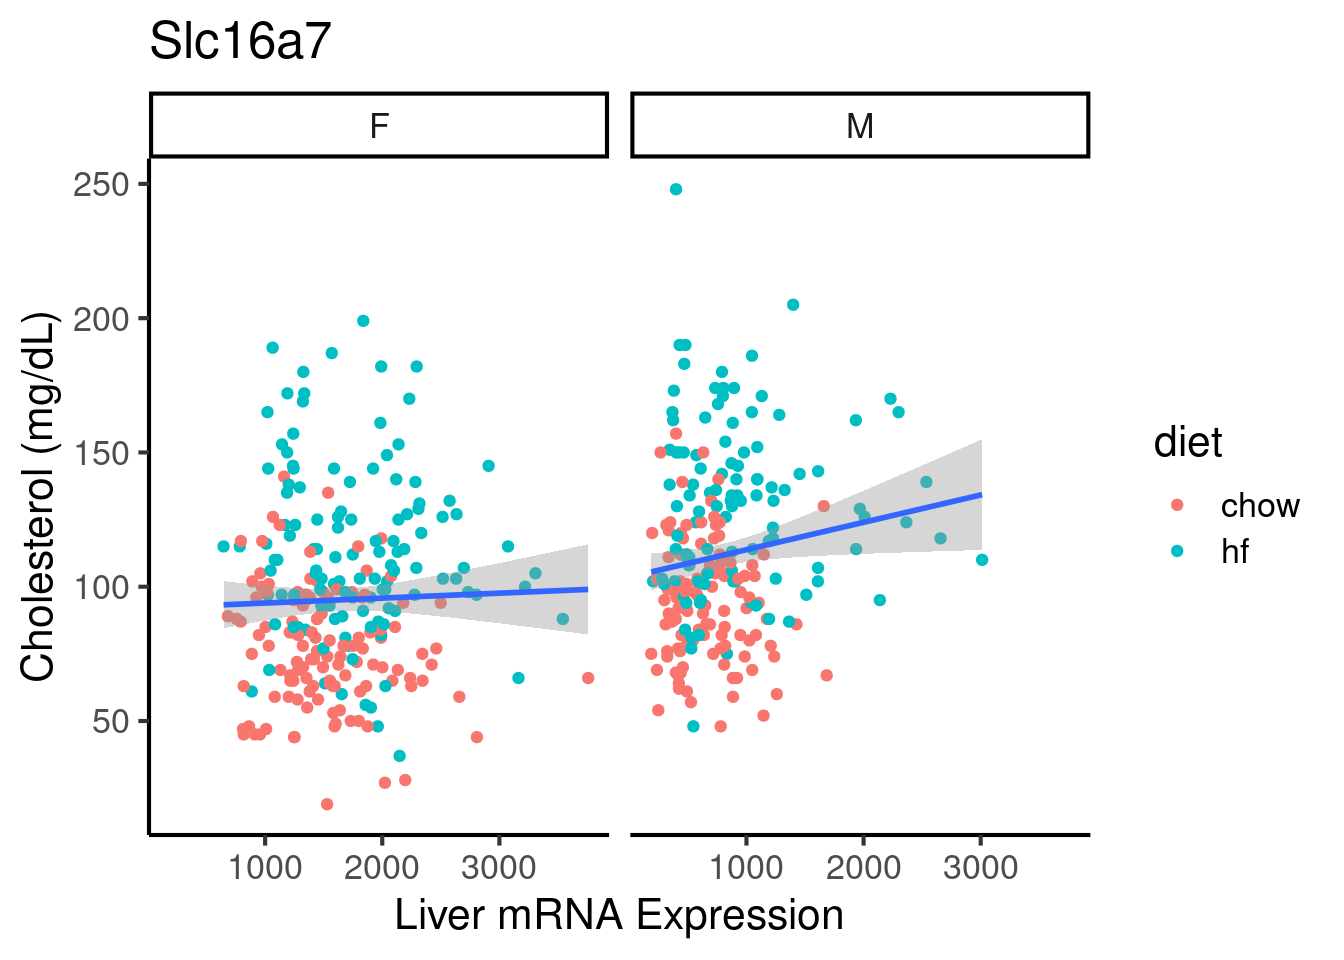 Slc16a7
F
M
250
200
150
100
50
Cholesterol (mg/dL)
1000 2000 3000
1000 2000 3000
Liver mRNA Expression
diet
chow
hf